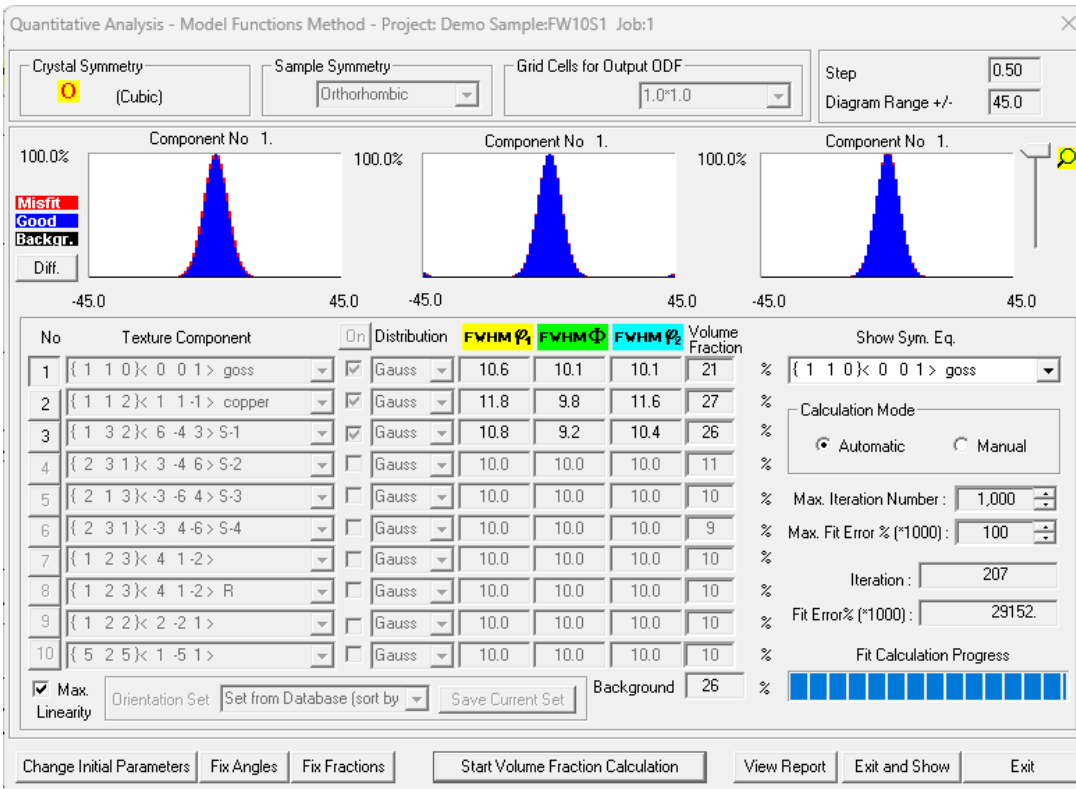 Quantitative Analysis - Model Functions Method - Project: Demo Sample:FW10S1 Job:1
Crystal Symmetry
O (Cubic)
Sample Symmetry
Orthorhombic
Grid Cells for Output ODF
1.0*1.0
Step 0.50
Diagram Range +/- 45.0
Component No 1. Component No 1. Component No 1.
100.0% 100.0% 100.0%
Misfit
Good
Backgr.
Diff.
-45.0 45.0 -45.0 45.0 -45.0 45.0
No Texture Component On Distribution FWHM φ1 FWHM Φ FWHM φ2 Volume Fraction
1 { 1 1 0}< 0 0 1> goss Gauss 10.6 10.1 10.1 21 %
2 { 1 1 2}< 1 1 -1> copper Gauss 11.8 9.8 11.6 27 %
3 { 1 3 2}< 6 -4 3> S-1 Gauss 10.8 9.2 10.4 26 %
4 { 2 3 1}< 3 -4 6> S-2 Gauss 10.0 10.0 10.0 11 %
5 { 2 1 3}< -3 -6 4> S-3 Gauss 10.0 10.0 10.0 10 %
6 { 2 3 1}< -3 4 -6> S-4 Gauss 10.0 10.0 10.0 9 %
7 { 1 2 3}< 4 1 -2> Gauss 10.0 10.0 10.0 10 %
8 { 1 2 3}< 4 1 -2> R Gauss 10.0 10.0 10.0 10 %
9 { 1 2 2}< 2 -2 1> Gauss 10.0 10.0 10.0 10 %
10 { 5 2 5}< 1 -5 1> Gauss 10.0 10.0 10.0 10 %
Max. Linearity
Orientation Set Set from Database (sort by Save Current Set
Background 26 %
Show Sym. Eq.
{ 1 1 0}< 0 0 1> goss
Calculation Mode
Automatic Manual
Max. Iteration Number : 1,000
Max. Fit Error % (*1000) : 100
Iteration : 207
Fit Error% (*1000) : 29152.
Fit Calculation Progress
Change Initial Parameters Fix Angles Fix Fractions Start Volume Fraction Calculation View Report Exit and Show Exit